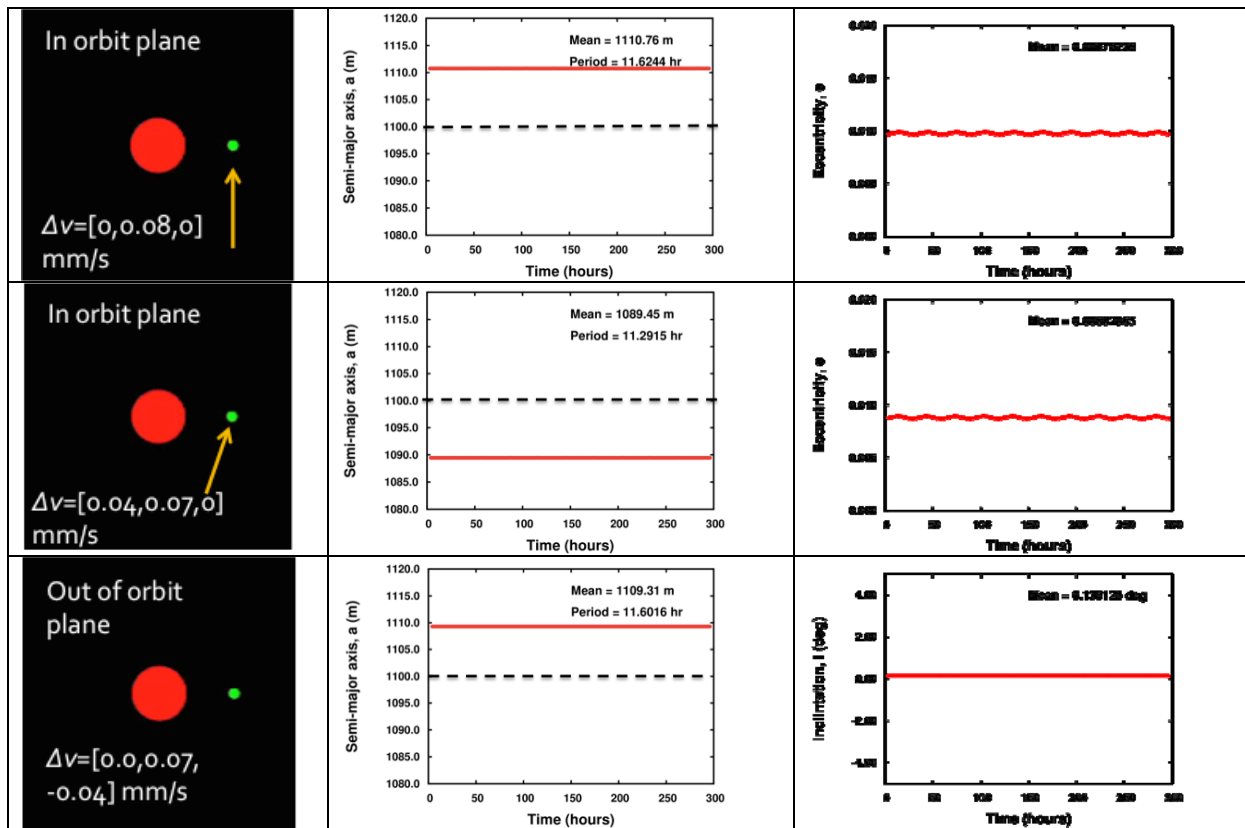 In orbit plane
Δv=[0,0.08,0]
mm/s
1120.0
1115.0
1110.0
1105.0
1100.0
1095.0
1090.0
1085.0
1080.0
Semi-major axis, a (m)
Mean = 1110.76 m
Period = 11.6244 hr
0 50 100 150 200 250 300
Time (hours)
Eccentricity, e
Mean =
Time (hours)
In orbit plane
Δv=[0.04,0.07,0]
mm/s
1120.0
1115.0
1110.0
1105.0
1100.0
1095.0
1090.0
1085.0
1080.0
Semi-major axis, a (m)
Mean = 1089.45 m
Period = 11.2915 hr
0 50 100 150 200 250 300
Time (hours)
0.020
Eccentricity, e
Mean =
Time (hours)
Out of orbit
plane
Δv=[0.0,0.07,
-0.04] mm/s
1120.0
1115.0
1110.0
1105.0
1100.0
1095.0
1090.0
1085.0
1080.0
Semi-major axis, a (m)
Mean = 1109.31 m
Period = 11.6016 hr
0 50 100 150 200 250 300
Time (hours)
Inclination, i (deg)
Mean = deg
Time (hours)